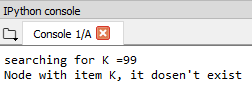 IPython console
Console 1/A
searching for K =99
Node with item K, it dosen't exist